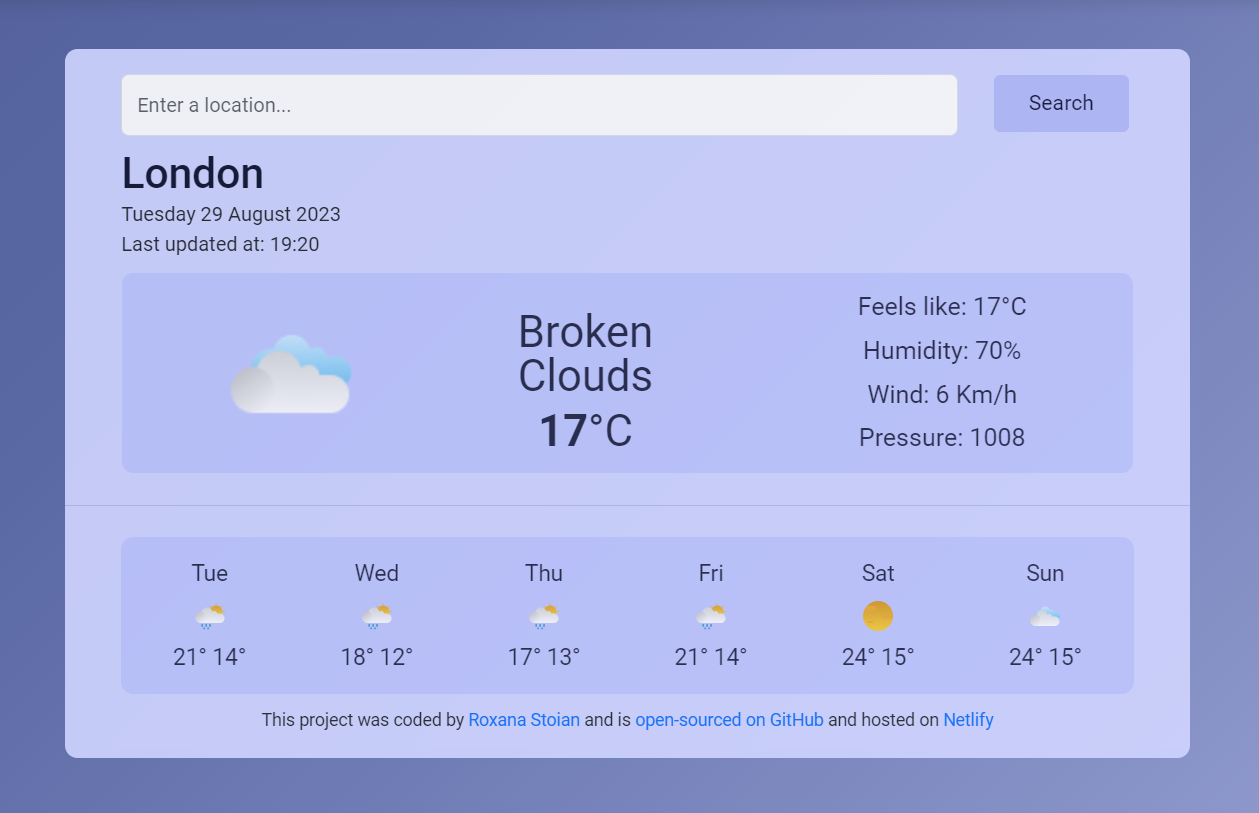 Enter a location...
Search
London
Tuesday 29 August 2023
Last updated at: 19:20
Broken
Clouds
17°C
Feels like: 17°C
Humidity: 70%
Wind: 6 Km/h
Pressure: 1008
Tue Wed Thu Fri Sat Sun
21° 14° 18° 12° 17° 13° 21° 14° 24° 15° 24° 15°
This project was coded by Roxana Stoian and is open-sourced on GitHub and hosted on Netlify